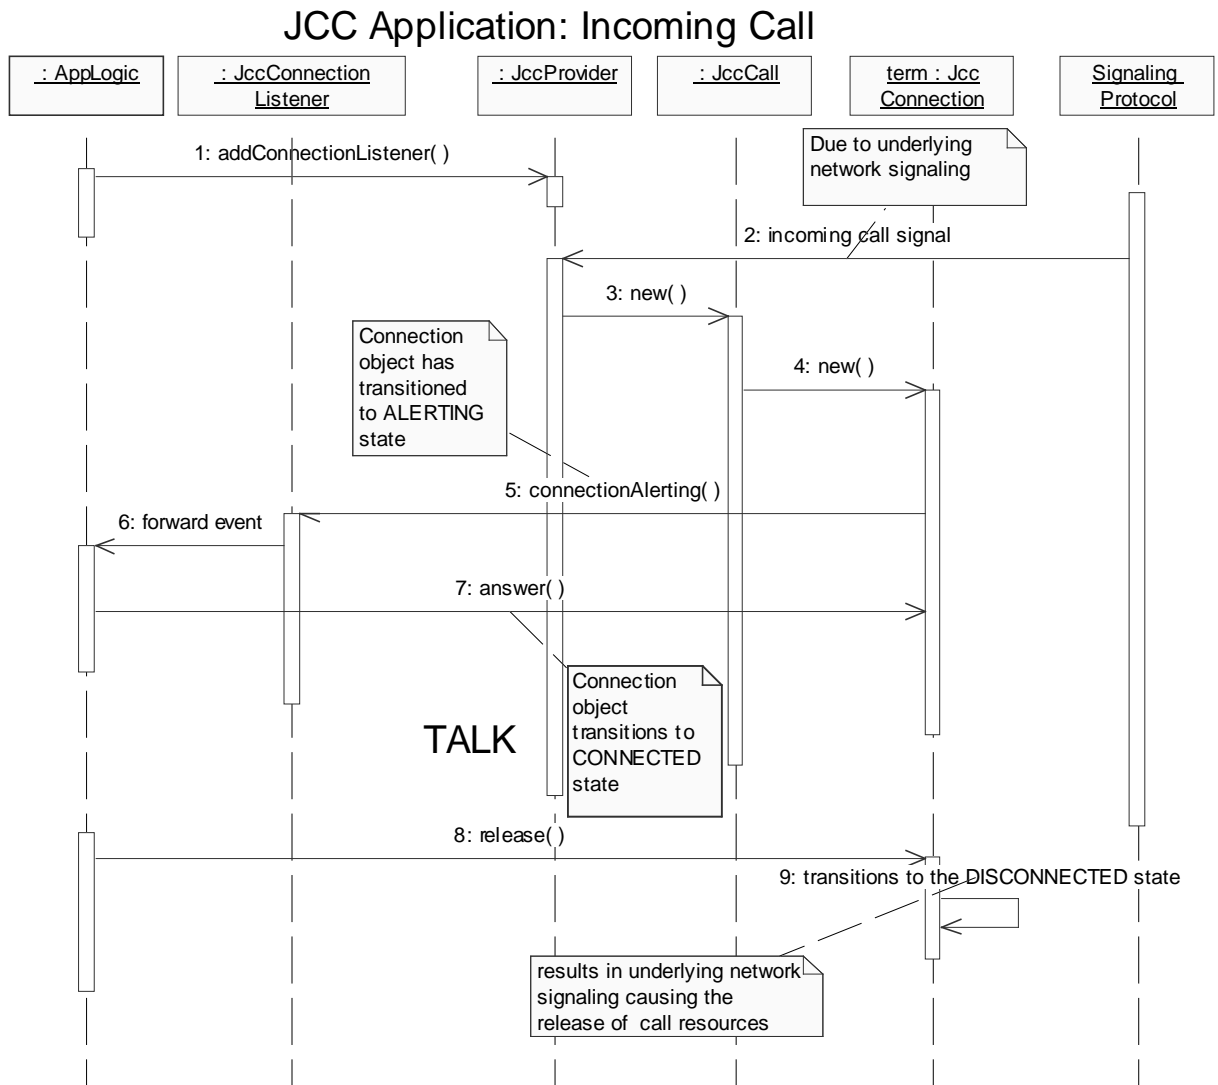 JCC Application: Incoming Call
: AppLogic
: JccConnection
Listener
: JccProvider
: JccCall
term : Jcc
Connection
Signaling
Protocol
1: addConnectionListener( )
Due to underlying
network signaling
2: incoming call signal
3: new( )
Connection
object has
transitioned
to ALERTING
state
4: new( )
5: connectionAlerting( )
6: forward event
7: answer( )
Connection
object
transitions to
CONNECTED
state
TALK
8: release( )
9: transitions to the DISCONNECTED state
results in underlying network
signaling causing the
release of call resources